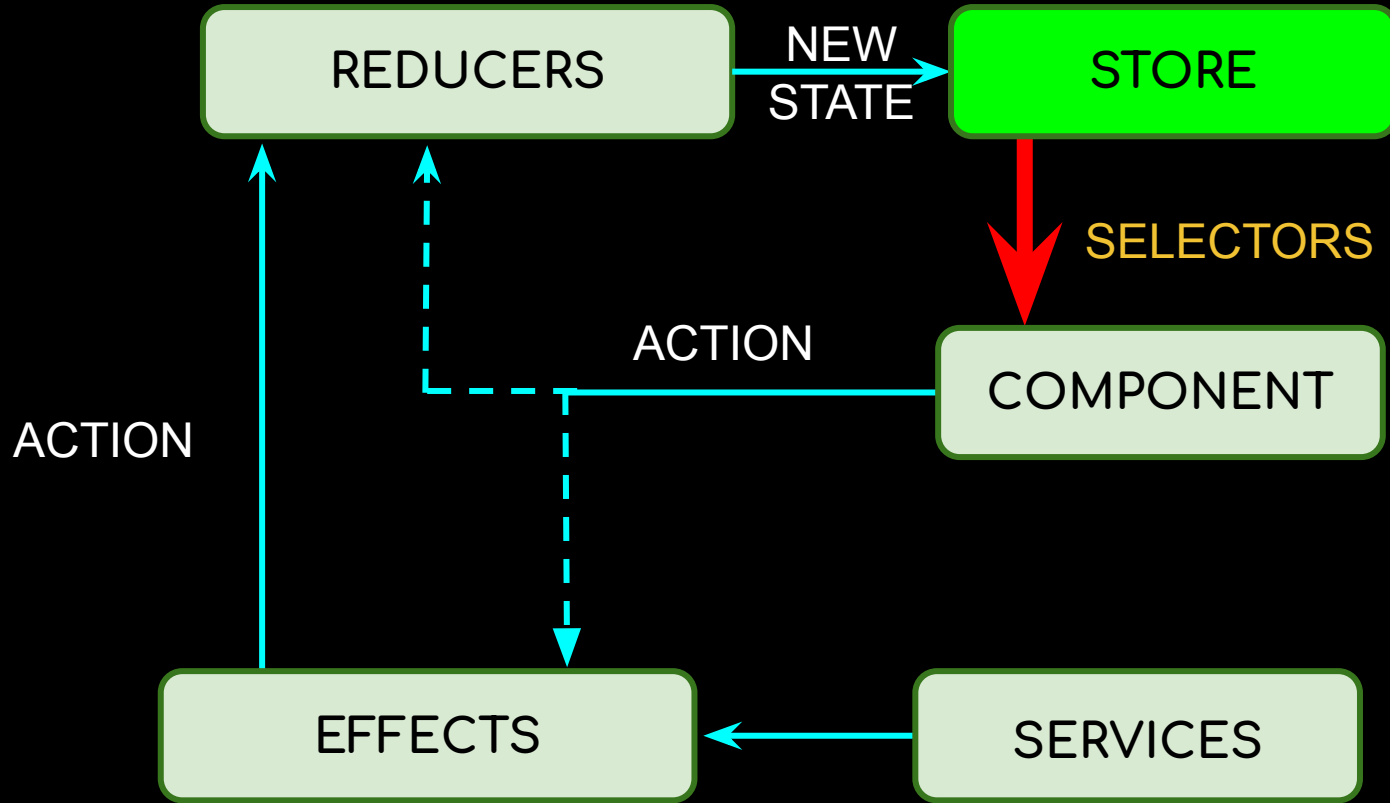 REDUCERS
NEW
STATE
STORE
SELECTORS
ACTION
COMPONENT
ACTION
EFFECTS
SERVICES